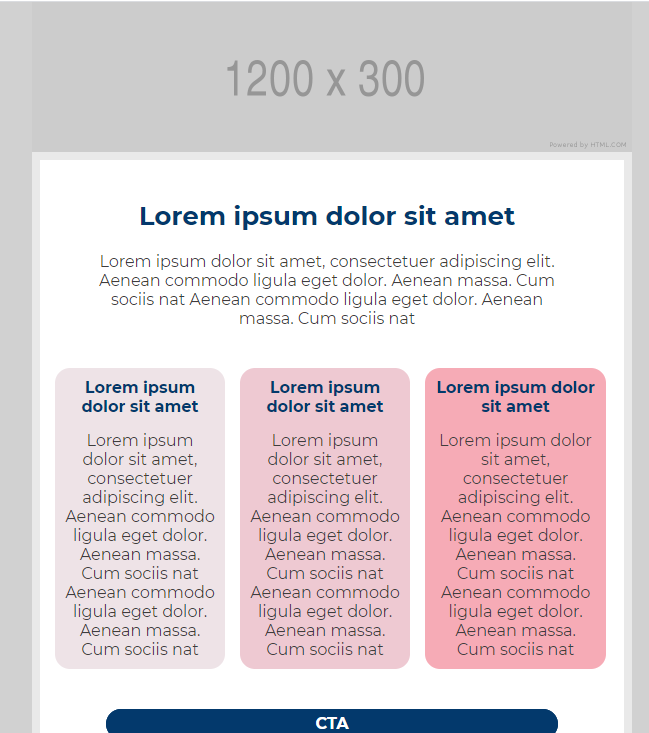 1200 x 300
Powered by HTML.COM
Lorem ipsum dolor sit amet
Lorem ipsum dolor sit amet, consectetuer adipiscing elit.
Aenean commodo ligula eget dolor. Aenean massa. Cum
sociis nat Aenean commodo ligula eget dolor. Aenean
massa. Cum sociis nat
Lorem ipsum
dolor sit amet
Lorem ipsum
dolor sit amet,
consectetuer
adipiscing elit.
Aenean commodo
ligula eget dolor.
Aenean massa.
Cum sociis nat
Aenean commodo
ligula eget dolor.
Aenean massa.
Cum sociis nat
Lorem ipsum
dolor sit amet
Lorem ipsum
dolor sit amet,
consectetuer
adipiscing elit.
Aenean commodo
ligula eget dolor.
Aenean massa.
Cum sociis nat
Aenean commodo
ligula eget dolor.
Aenean massa.
Cum sociis nat
Lorem ipsum dolor
sit amet
Lorem ipsum dolor
sit amet,
consectetuer
adipiscing elit.
Aenean commodo
ligula eget dolor.
Aenean massa.
Cum sociis nat
Aenean commodo
ligula eget dolor.
Aenean massa.
Cum sociis nat
CTA